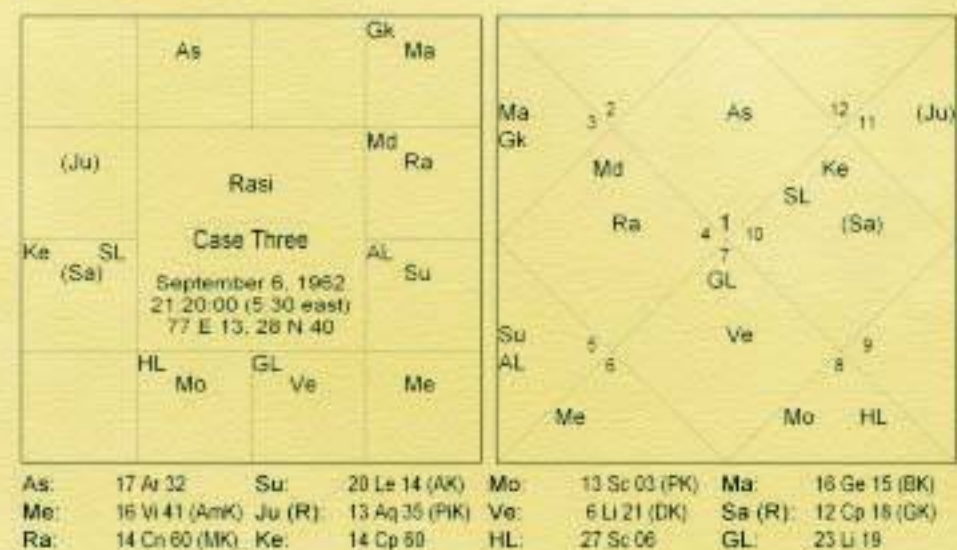 Gk
As Ma
Md
(Ju) Ra
Rasi
Case Three
Ke SL AL
(Sa) Su
September 6, 1962
21 20:00 (5 30 east)
77 E 13, 28 N 40
HL GL
Mo Ve Me
Ma 3 2 As 12 11 (Ju)
Gk
Md Ke
SL
Ra 4 1 10 (Sa)
7
GL
Su 5 Ve 9
AL 6 8
Me Mo HL
As: 17 Ar 32 Su: 20 Le 14 (AK) Mo: 13 Sc 03 (PK) Ma: 16 Ge 15 (BK)
Me: 16 Vi 41 (AmK) Ju (R): 13 Aq 35 (PiK) Ve: 6 Li 21 (DK) Sa (R): 12 Cp 18 (GK)
Ra: 14 Cn 60 (MK) Ke: 14 Cp 60 HL: 27 Sc 06 GL: 23 Li 19